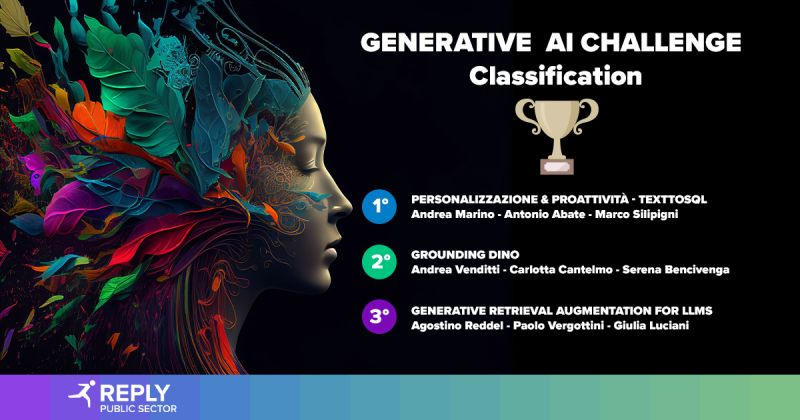 GENERATIVE AI CHALLENGE
Classification
1°
PERSONALIZZAZIONE & PROATTIVITÀ - TEXTTOSQL
Andrea Marino - Antonio Abate - Marco Silipigni
2°
GROUNDING DINO
Andrea Venditti - Carlotta Cantelmo - Serena Bencivenga
3°
GENERATIVE RETRIEVAL AUGMENTATION FOR LLMS
Agostino Reddel - Paolo Vergottini - Giulia Luciani
REPLY
PUBLIC SECTOR